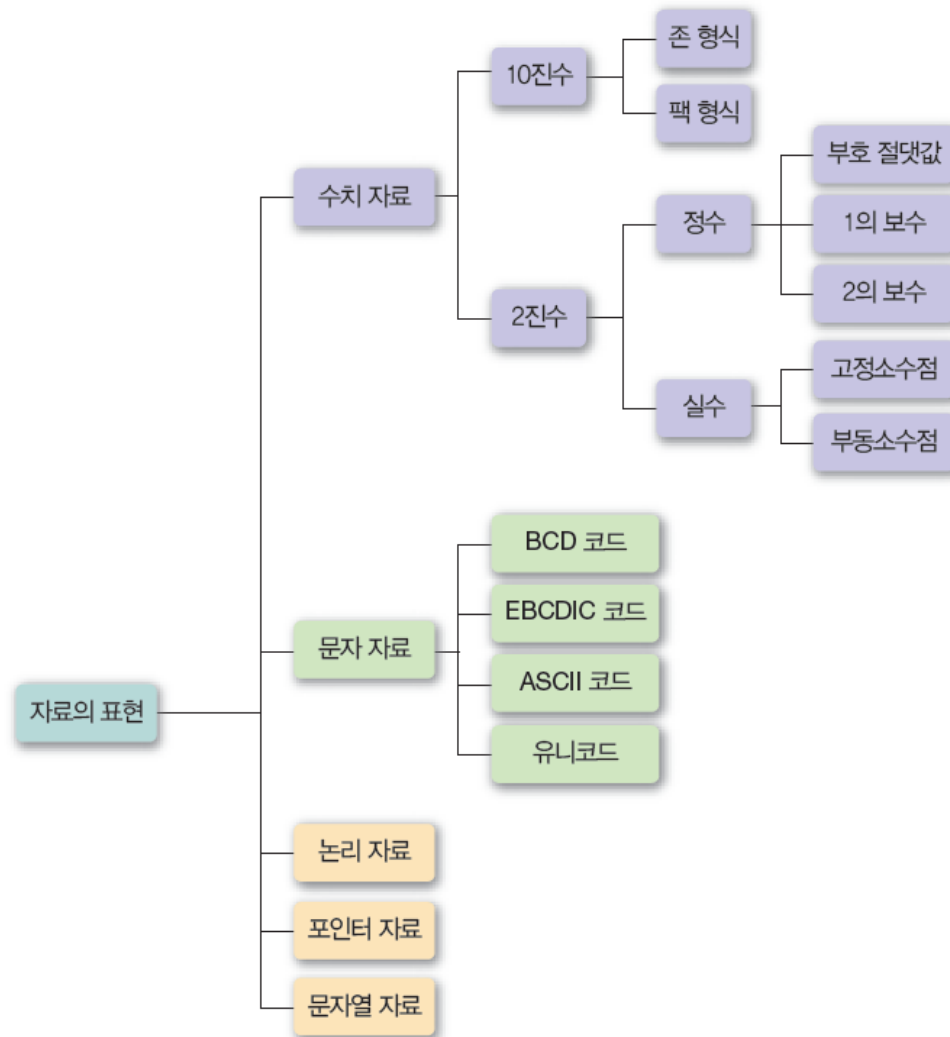 존 형식
10진수
팩 형식
부호 절댓값
수치 자료
정수
1의 보수
2의 보수
2진수
고정소수점
실수
부동소수점
BCD 코드
EBCDIC 코드
문자 자료
ASCII 코드
자료의 표현
유니코드
논리 자료
포인터 자료
문자열 자료